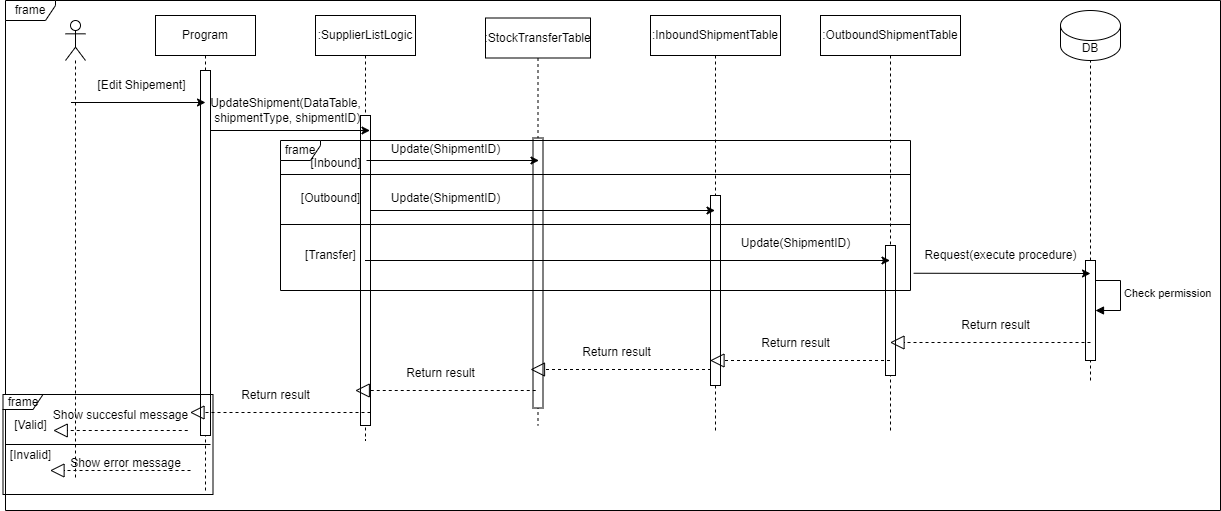 frame
Program
:SupplierListLogic
:StockTransferTable
:InboundShipmentTable
:OutboundShipmentTable
DB
[Edit Shipement]
UpdateShipment(DataTable,
shipmentType, shipmentID)
frame
[Inbound]
Update(ShipmentID)
[Outbound]
Update(ShipmentID)
[Transfer]
Update(ShipmentID)
Request(execute procedure)
Check permission
Return result
Return result
Return result
Return result
Return result
frame
[Valid]
Show succesful message
[Invalid]
Show error message